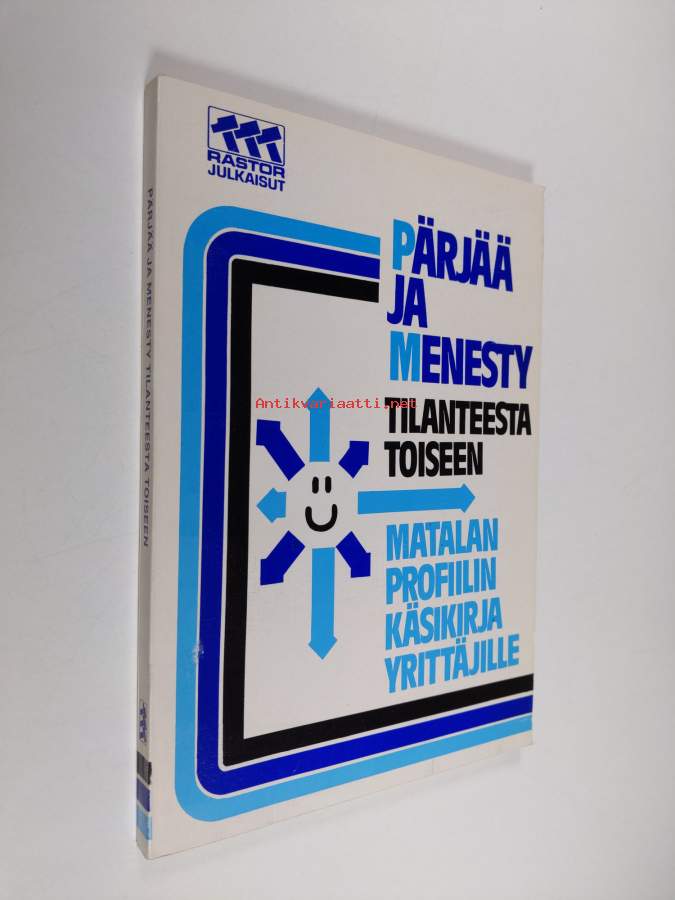 RASTOR
JULKAISUT
PÄRJÄÄ
JA
MENESTY
TILANTEESTA
TOISEEN
MATALAN
PROFIILIN
KÄSIKIRJA
YRITTÄJILLE
PÄRJÄÄ JA MENESTY TILANTEESTA TOISEEN
Antikvariaatti.net